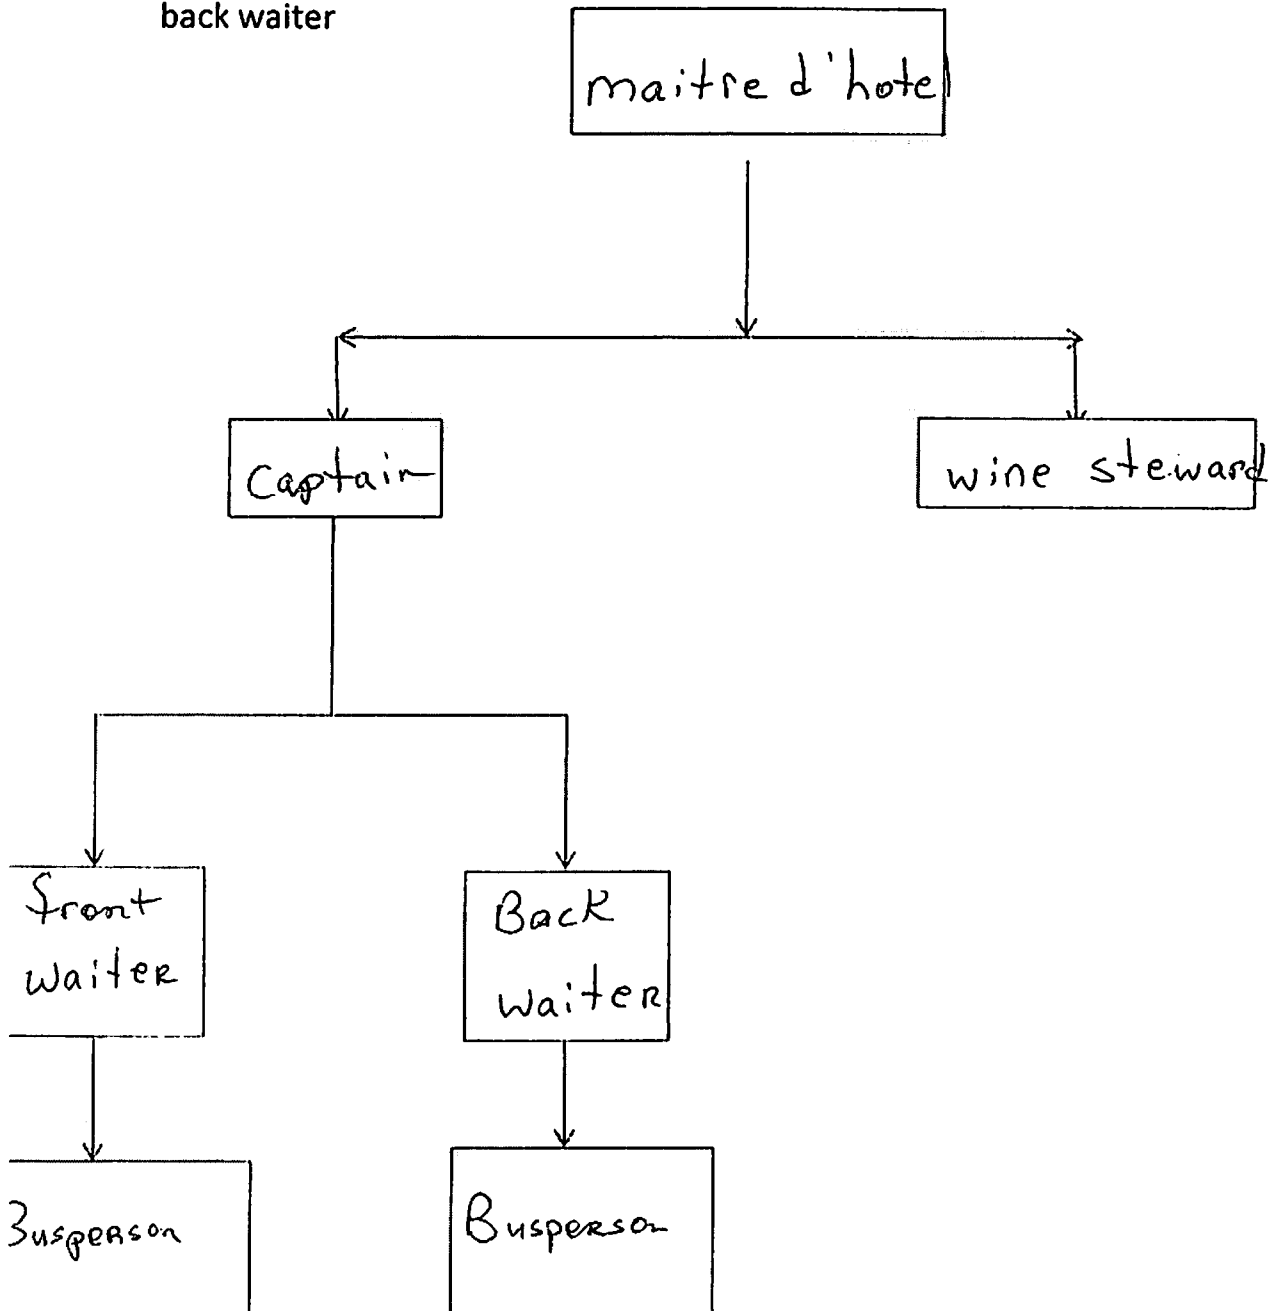 back waiter
maitre d'hotel
Captain
wine steward
front
waiter
Back
waiter
Busperson
Busperson